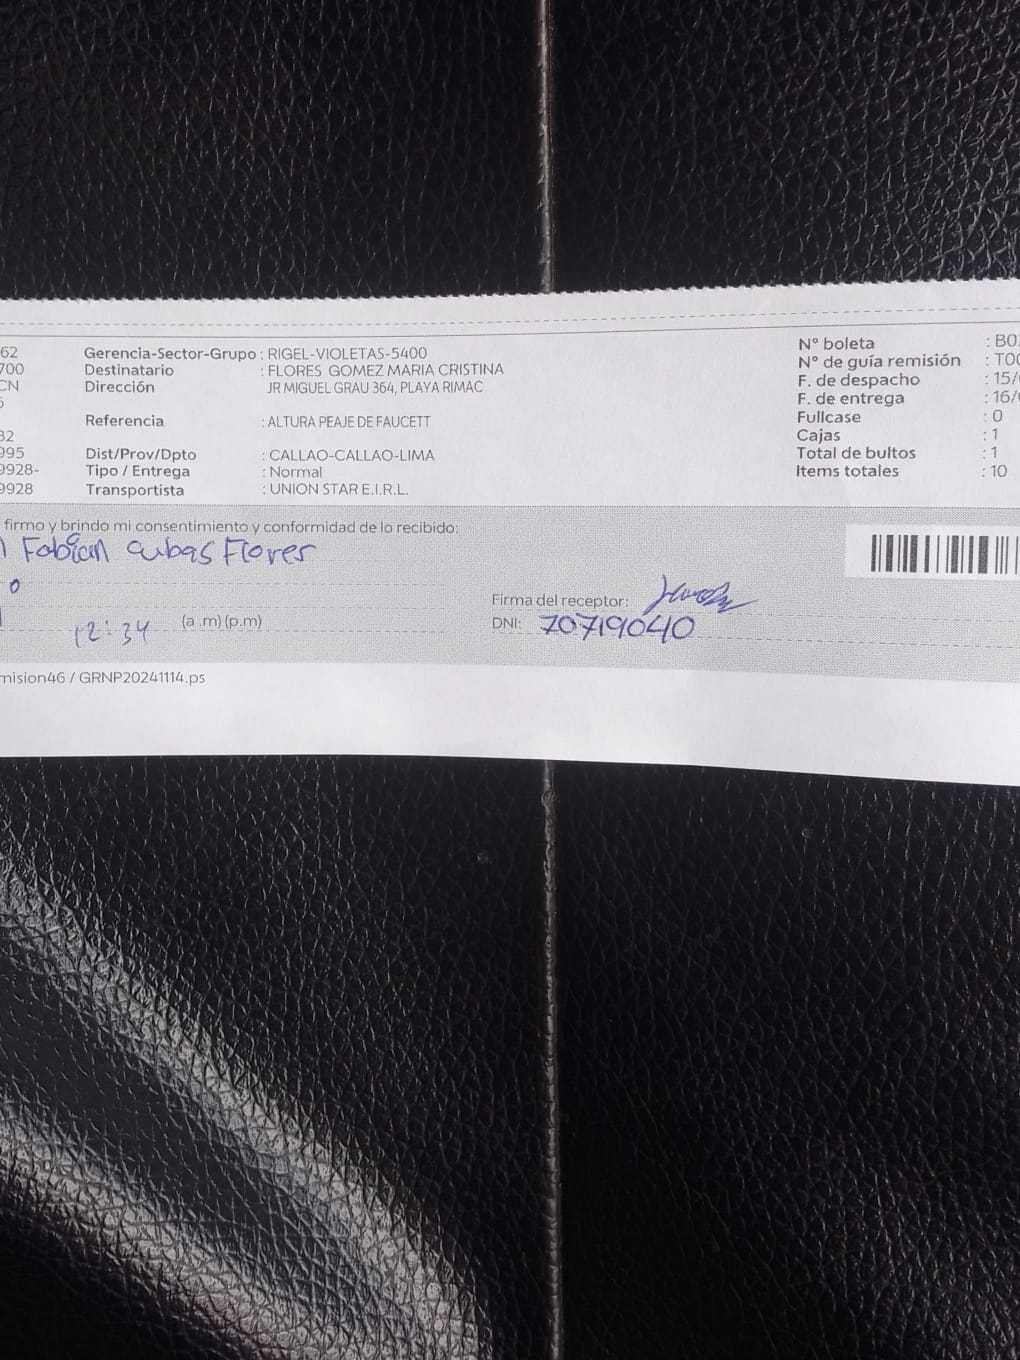 62 Gerencia-Sector-Grupo : RIGEL-VIOLETAS-5400
700 Destinatario : FLORES GOMEZ MARIA CRISTINA
CN Dirección JR MIGUEL GRAU 364, PLAYA RIMAC
Referencia : ALTURA PEAJE DE FAUCETT
32
995 Dist/Prov/Dpto : CALLAO-CALLAO-LIMA
9928- Tipo / Entrega : Normal
9928 Transportista : UNION STAR E.I.R.L.
Nº boleta : B0
Nº de guía remisión : T00
F. de despacho : 15/
F. de entrega : 16/
Fullcase : 0
Cajas : 1
Total de bultos : 1
Items totales : 10
firmo y brindo mi consentimiento y conformidad de lo recibido:
Fabian Cubas Flores
o
12:34 (a .m) (p.m)
Firma del receptor:
DNI: 70719040
mision46 / GRNP20241114.ps